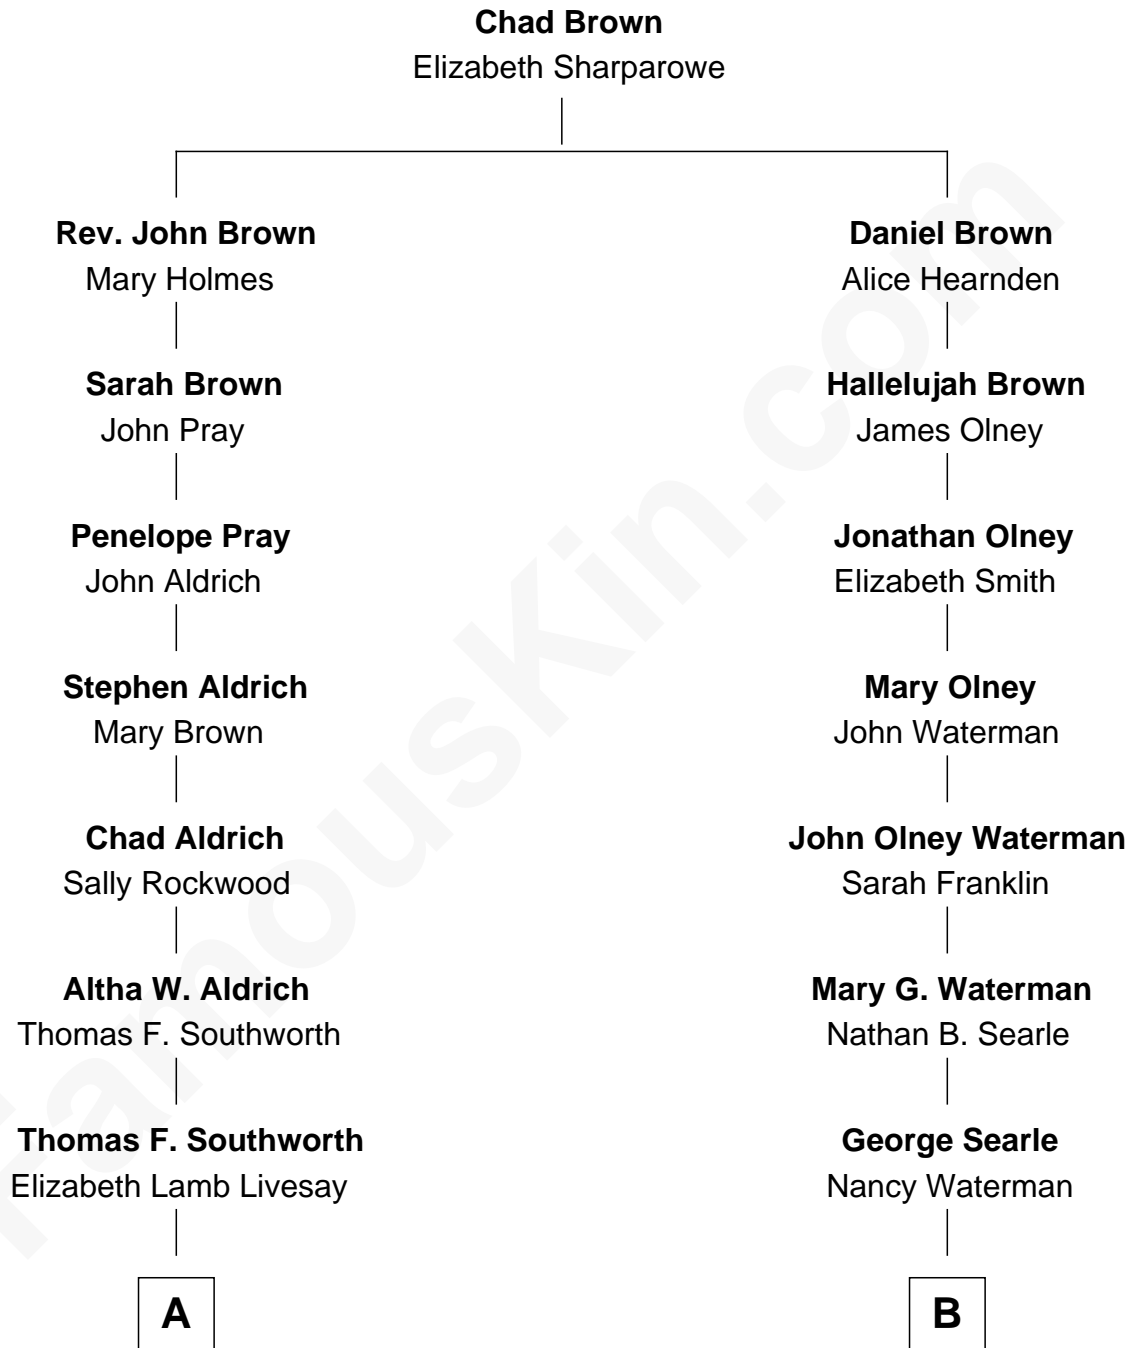 Chad Brown
Elizabeth Sharparowe
Rev. John Brown
Mary Holmes
Daniel Brown
Alice Hearnden
Sarah Brown
John Pray
Hallelujah Brown
James Olney
Penelope Pray
John Aldrich
Jonathan Olney
Elizabeth Smith
Stephen Aldrich
Mary Brown
Mary Olney
John Waterman
Chad Aldrich
Sally Rockwood
John Olney Waterman
Sarah Franklin
Altha W. Aldrich
Thomas F. Southworth
Mary G. Waterman
Nathan B. Searle
Thomas F. Southworth
Elizabeth Lamb Livesay
George Searle
Nancy Waterman
A
B
FamousKin.com